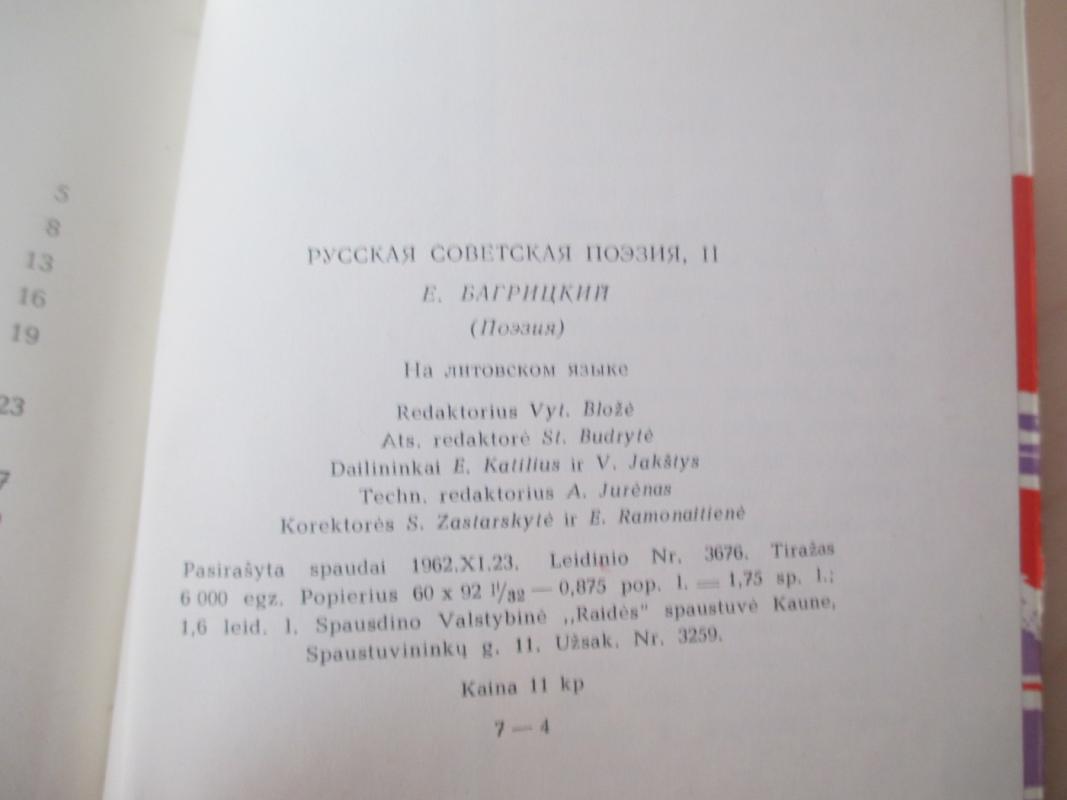 5
8
13
16
19
23
7
РУССКАЯ СОВЕТСКАЯ ПОЭЗИЯ, II
Е. БАГРИЦКИЙ
(Поэзия)
На литовском языке
Redaktorius Vyt. Bložė
Ats. redaktorė St. Budrytė
Dailininkai E. Katilius ir V. Jakštys
Techn. redaktorius A. Jurėnas
Korektorės S. Zastarskytė ir E. Ramonaitienė
Pasirašyta spaudai 1962.XI.23. Leidinio Nr. 3676. Tiražas
6 000 egz. Popierius 60 x 92 1/32 — 0,875 pop. l. = 1,75 sp. l.;
1,6 leid. l. Spausdino Valstybinė „Raidės" spaustuvė Kaune,
Spaustuvininkų g. 11. Užsak. Nr. 3259.
Kaina 11 kp
7 — 4